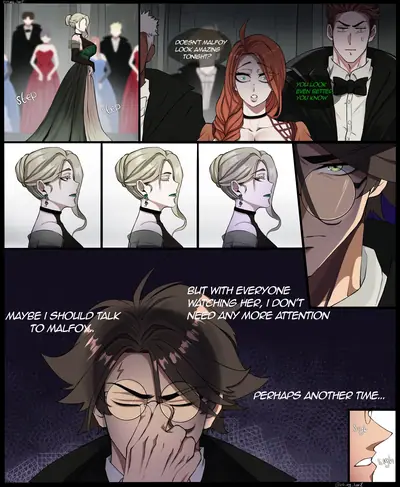 Step
Step
DOESN'T MALFOY
LOOK AMAZING
TONIGHT?
YOU LOOK
EVEN BETTER
YOU KNOW
MAYBE I SHOULD TALK
TO MALFOY..
BUT WITH EVERYONE
WATCHING HER, I DON'T
NEED ANY MORE ATTENTION
PERHAPS ANOTHER TIME...
Sigh